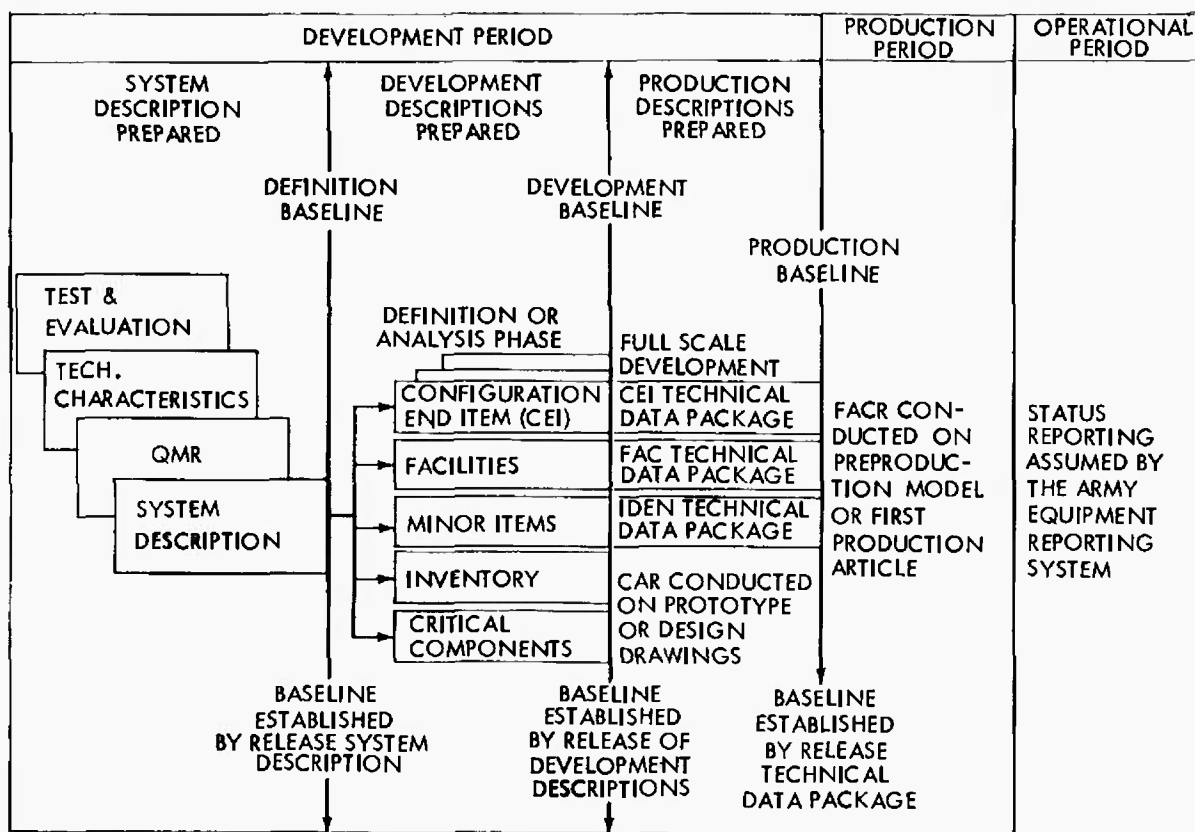 DEVELOPMENT PERIOD
PRODUCTION
PERIOD
OPERATIONAL
PERIOD
SYSTEM
DESCRIPTION
PREPARED
DEVELOPMENT
DESCRIPTIONS
PREPARED
PRODUCTION
DESCRIPTIONS
PREPARED
DEFINITION
BASELINE
DEVELOPMENT
BASELINE
PRODUCTION
BASELINE
TEST &
EVALUATION
TECH.
CHARACTERISTICS
QMR
SYSTEM
DESCRIPTION
DEFINITION OR
ANALYSIS PHASE
CONFIGURATION
END ITEM (CEI)
FACILITIES
MINOR ITEMS
INVENTORY
CRITICAL
COMPONENTS
FULL SCALE
DEVELOPMENT
CEI TECHNICAL
DATA PACKAGE
FAC TECHNICAL
DATA PACKAGE
IDEN TECHNICAL
DATA PACKAGE
CAR CONDUCTED
ON PROTOTYPE
OR DESIGN
DRAWINGS
FACR CON-
DUCTED ON
PREPRODUC-
TION MODEL
OR FIRST
PRODUCTION
ARTICLE
STATUS
REPORTING
ASSUMED BY
THE ARMY
EQUIPMENT
REPORTING
SYSTEM
BASELINE
ESTABLISHED
BY RELEASE SYSTEM
DESCRIPTION
BASELINE
ESTABLISHED
BY RELEASE OF
DEVELOPMENT
DESCRIPTIONS
BASELINE
ESTABLISHED
BY RELEASE
TECHNICAL
DATA PACKAGE